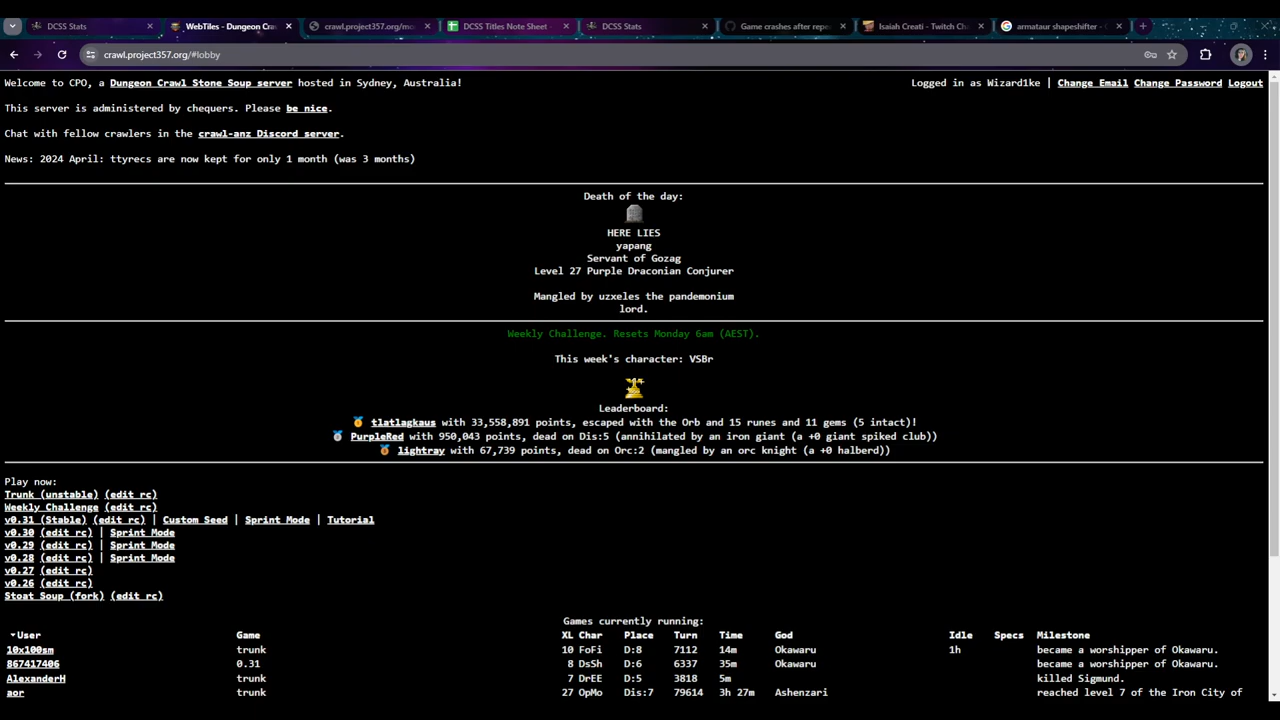 DCSS Stats
WebTiles - Dungeon Cra
crawl.project357.org/mo
DCSS Titles Note Sheet
DCSS Stats
Game crashes after repe
Isaiah Creati - Twitch Ch
armataur shapeshifter -
crawl.project357.org/#lobby
Welcome to CPO, a Dungeon Crawl Stone Soup server hosted in Sydney, Australia!
Logged in as Wizard1ke | Change Email Change Password Logout
This server is administered by chequers. Please be nice.
Chat with fellow crawlers in the crawl-anz Discord server.
News: 2024 April: ttyrecs are now kept for only 1 month (was 3 months)
Death of the day:
HERE LIES
yapang
Servant of Gozag
Level 27 Purple Draconian Conjurer
Mangled by uzxeles the pandemonium
lord.
Weekly Challenge. Resets Monday 6am (AEST).
This week's character: VSBr
Leaderboard:
tlatlagkaus with 33,558,891 points, escaped with the Orb and 15 runes and 11 gems (5 intact)!
PurpleRed with 950,043 points, dead on Dis:5 (annihilated by an iron giant (a +0 giant spiked club))
lightray with 67,739 points, dead on Orc:2 (mangled by an orc knight (a +0 halberd))
Play now:
Trunk (unstable) (edit rc)
Weekly Challenge (edit rc)
v0.31 (Stable) (edit rc) | Custom Seed | Sprint Mode | Tutorial
v0.30 (edit rc) | Sprint Mode
v0.29 (edit rc) | Sprint Mode
v0.28 (edit rc) | Sprint Mode
v0.27 (edit rc)
v0.26 (edit rc)
Stoat Soup (fork) (edit rc)
Games currently running:
User Game XL Char Place Turn Time God Idle Specs Milestone
10x100sm trunk 10 FoFi D:8 7112 14m Okawaru 1h became a worshipper of Okawaru.
867417406 0.31 8 DsSh D:6 6337 35m Okawaru became a worshipper of Okawaru.
AlexanderH trunk 7 DrEE D:5 3818 5m killed Sigmund.
aor trunk 27 OpMo Dis:7 79614 3h 27m Ashenzari reached level 7 of the Iron City of